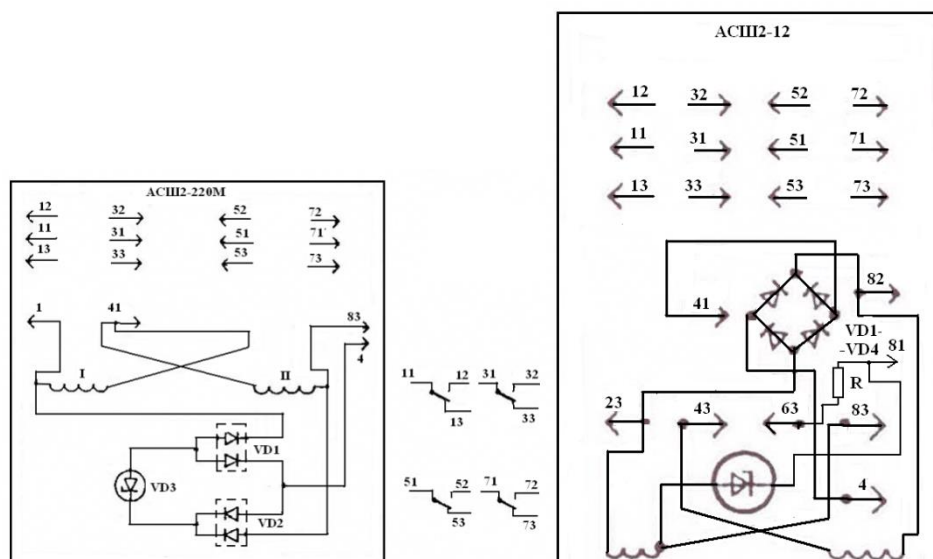 АСШ2-220М
12 32 52 72
11 31 51 71
13 33 53 73
1 41 83
4
I II
VD1
VD3
VD2
11 12 31 32
13 33
51 52 71 72
53 73
АСШ2-12
12 32 52 72
11 31 51 71
13 33 53 73
82
41
VD1-
-VD4
81
R
23 43 63 83
4